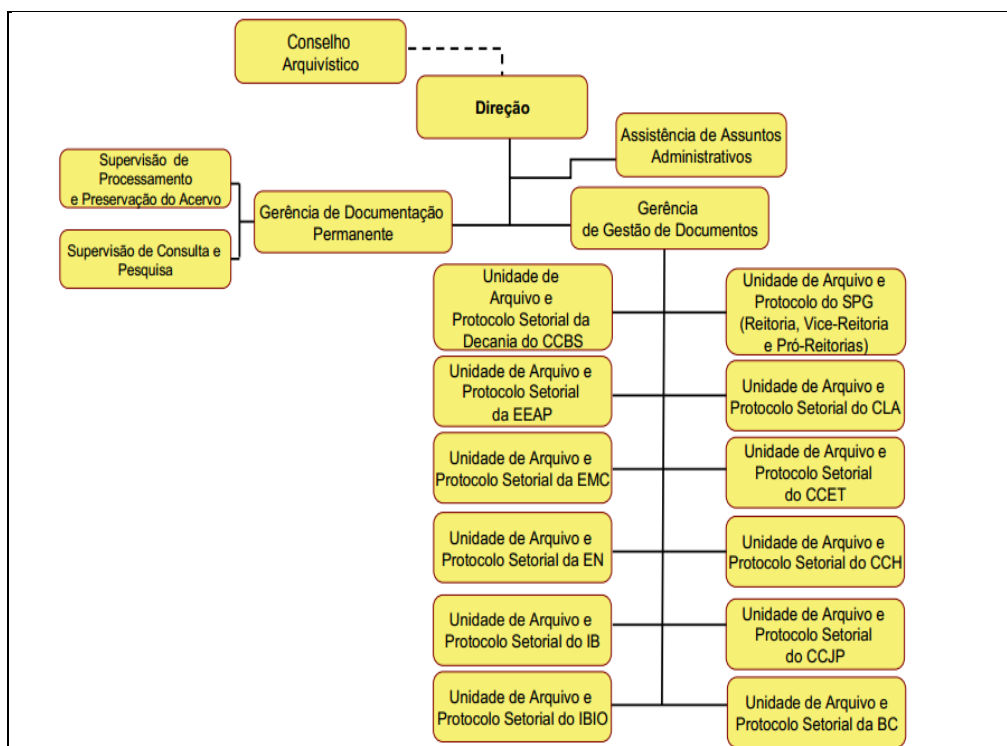 Conselho
Arquivístico
Direção
Assistência de Assuntos
Administrativos
Supervisão de
Processamento
e Preservação do Acervo
Supervisão de Consulta e
Pesquisa
Gerência de Documentação
Permanente
Gerência
de Gestão de Documentos
Unidade de
Arquivo e
Protocolo Setorial da
Decania do CCBS
Unidade de Arquivo e
Protocolo do SPG
(Reitoria, Vice-Reitoria
e Pró-Reitorias)
Unidade de Arquivo e
Protocolo Setorial
da EEAP
Unidade de Arquivo e
Protocolo Setorial do CLA
Unidade de Arquivo e
Protocolo Setorial da EMC
Unidade de Arquivo e
Protocolo Setorial
do CCET
Unidade de Arquivo e
Protocolo Setorial da EN
Unidade de Arquivo e
Protocolo Setorial do CCH
Unidade de Arquivo e
Protocolo Setorial do IB
Unidade de Arquivo e
Protocolo Setorial
do CCJP
Unidade de Arquivo e
Protocolo Setorial do IBIO
Unidade de Arquivo e
Protocolo Setorial da BC